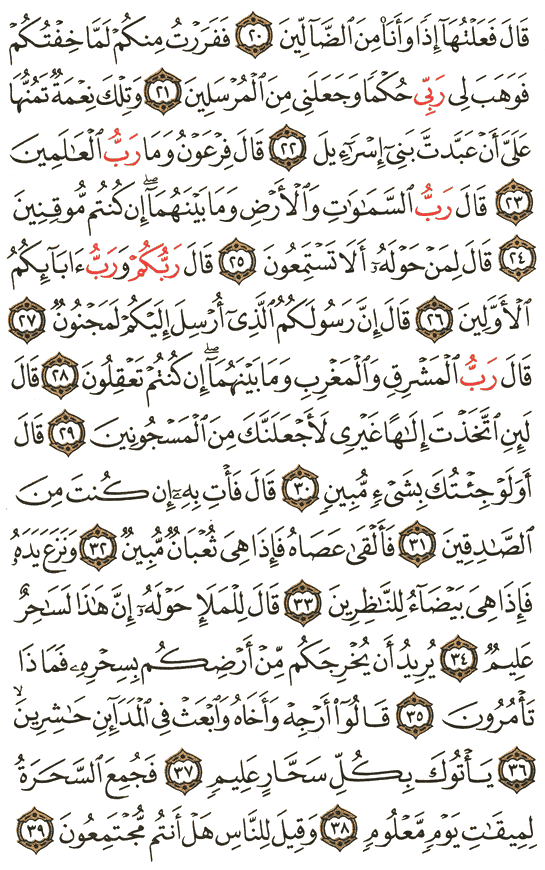 قَالَ فَعَلْتُهَآ إِذًا وَأَنَا۠ مِنَ ٱلضَّآلِّينَ ٢٠ فَفَرَرْتُ مِنكُمْ لَمَّا خِفْتُكُمْ
فَوَهَبَ لِى رَبِّى حُكْمًا وَجَعَلَنِى مِنَ ٱلْمُرْسَلِينَ ٢١ وَتِلْكَ نِعْمَةٌ تَمُنُّهَا
عَلَىَّ أَنْ عَبَّدتَّ بَنِىٓ إِسْرَٰٓءِيلَ ٢٢ قَالَ فِرْعَوْنُ وَمَا رَبُّ ٱلْعَٰلَمِينَ
٢٣ قَالَ رَبُّ ٱلسَّمَٰوَٰتِ وَٱلْأَرْضِ وَمَا بَيْنَهُمَآ ۖ إِن كُنتُم مُّوقِنِينَ
٢٤ قَالَ لِمَنْ حَوْلَهُۥٓ أَلَا تَسْتَمِعُونَ ٢٥ قَالَ رَبُّكُمْ وَرَبُّ ءَابَآئِكُمُ
ٱلْأَوَّلِينَ ٢٦ قَالَ إِنَّ رَسُولَكُمُ ٱلَّذِىٓ أُرْسِلَ إِلَيْكُمْ لَمَجْنُونٌ ٢٧
قَالَ رَبُّ ٱلْمَشْرِقِ وَٱلْمَغْرِبِ وَمَا بَيْنَهُمَآ ۖ إِن كُنتُمْ تَعْقِلُونَ ٢٨ قَالَ
لَئِنِ ٱتَّخَذْتَ إِلَٰهًا غَيْرِى لَأَجْعَلَنَّكَ مِنَ ٱلْمَسْجُونِينَ ٢٩ قَالَ
أَوَلَوْ جِئْتُكَ بِشَىْءٍ مُّبِينٍ ٣٠ قَالَ فَأْتِ بِهِۦٓ إِن كُنتَ مِنَ
ٱلصَّٰدِقِينَ ٣١ فَأَلْقَىٰ عَصَاهُ فَإِذَا هِىَ ثُعْبَانٌ مُّبِينٌ ٣٢ وَنَزَعَ يَدَهُۥ
فَإِذَا هِىَ بَيْضَآءُ لِلنَّٰظِرِينَ ٣٣ قَالَ لِلْمَلَإِ حَوْلَهُۥٓ إِنَّ هَٰذَا لَسَٰحِرٌ
عَلِيمٌ ٣٤ يُرِيدُ أَن يُخْرِجَكُم مِّنْ أَرْضِكُم بِسِحْرِهِۦ فَمَاذَا
تَأْمُرُونَ ٣٥ قَالُوٓا۟ أَرْجِهْ وَأَخَاهُ وَٱبْعَثْ فِى ٱلْمَدَآئِنِ حَٰشِرِينَ ۙ
٣٦ يَأْتُوكَ بِكُلِّ سَحَّارٍ عَلِيمٍ ٣٧ فَجُمِعَ ٱلسَّحَرَةُ
لِمِيقَٰتِ يَوْمٍ مَّعْلُومٍ ٣٨ وَقِيلَ لِلنَّاسِ هَلْ أَنتُم مُّجْتَمِعُونَ ٣٩